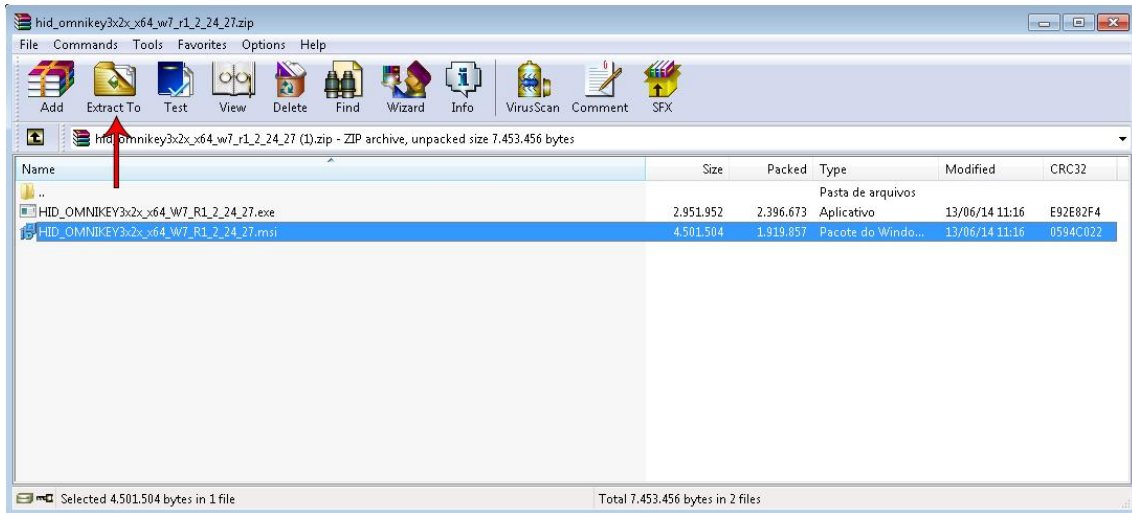 hid_omnikey3x2x_x64_w7_r1_2_24_27.zip
File Commands Tools Favorites Options Help
Add Extract To Test View Delete Find Wizard Info VirusScan Comment SFX
hid_omnikey3x2x_x64_w7_r1_2_24_27 (1).zip - ZIP archive, unpacked size 7.453.456 bytes
Name Size Packed Type Modified CRC32
.. Pasta de arquivos
HID_OMNIKEY3x2x_x64_W7_R1_2_24_27.exe 2.951.952 2.396.673 Aplicativo 13/06/14 11:16 E92E82F4
HID_OMNIKEY3x2x_x64_W7_R1_2_24_27.msi 4.501.504 1.919.857 Pacote do Windo... 13/06/14 11:16 0594C022
Selected 4.501.504 bytes in 1 file Total 7.453.456 bytes in 2 files